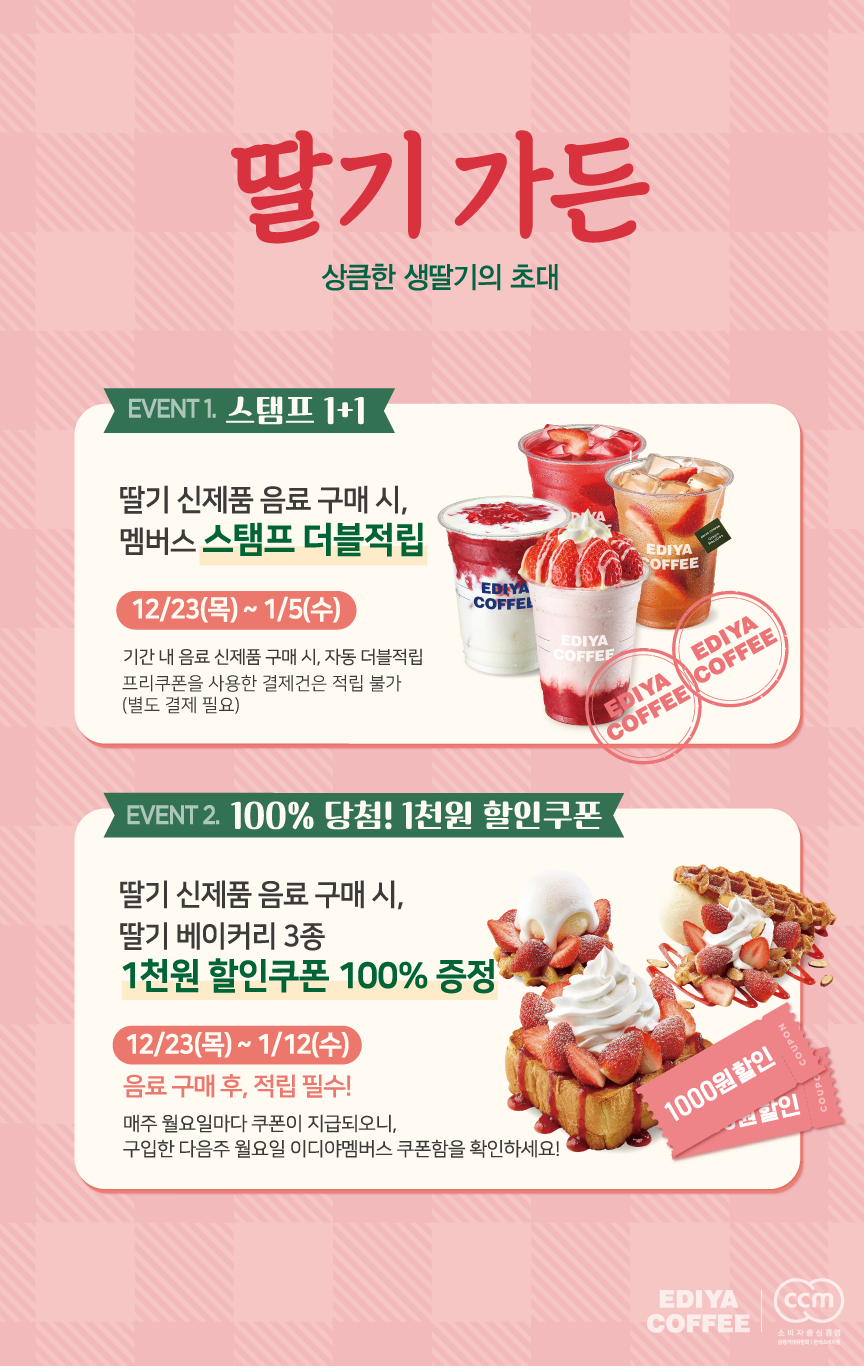 딸기 가든
상큼한 생딸기의 초대
EVENT 1. 스탬프 1+1
딸기 신제품 음료 구매 시,
멤버스 스탬프 더블적립
12/23(목) ~ 1/5(수)
기간 내 음료 신제품 구매 시, 자동 더블적립
프리쿠폰을 사용한 결제건은 적립 불가
(별도 결제 필요)
EDIYA
COFFEE
EDIYA
COFFEE
EDIYA
COFFEE
EDIYA
COFFEE
EDIYA
COFFEE
EVENT 2. 100% 당첨! 1천원 할인쿠폰
딸기 신제품 음료 구매 시,
딸기 베이커리 3종
1천원 할인쿠폰 100% 증정
12/23(목) ~ 1/12(수)
음료 구매 후, 적립 필수!
매주 월요일마다 쿠폰이 지급되오니,
구입한 다음주 월요일 이디야멤버스 쿠폰함을 확인하세요!
1000원할인
COUPON
원할인
COUPO
EDIYA
COFFEE
ccm
소비자중심경영